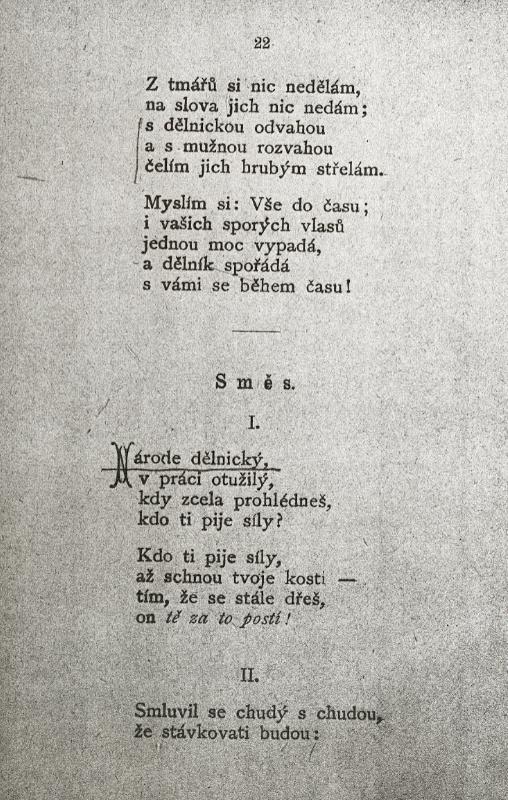 22
Z tmářů si nic nedělám,
na slova jich nic nedám;
s dělnickou odvahou
a s mužnou rozvahou
čelím jich hrubým střelám.
Myslím si: Vše do času;
i vašich sporých vlasů
jednou moc vypadá,
a dělník spořádá
s vámi se během času!
Směs.
I.
Národe dělnický,
v práci otužilý,
kdy zcela prohlédneš,
kdo ti pije síly?
Kdo ti pije síly,
až schnou tvoje kosti —
tím, že se stále dřeš,
on tě za to postí!
II.
Smluvil se chudý s chudou,
že stávkovati budou: